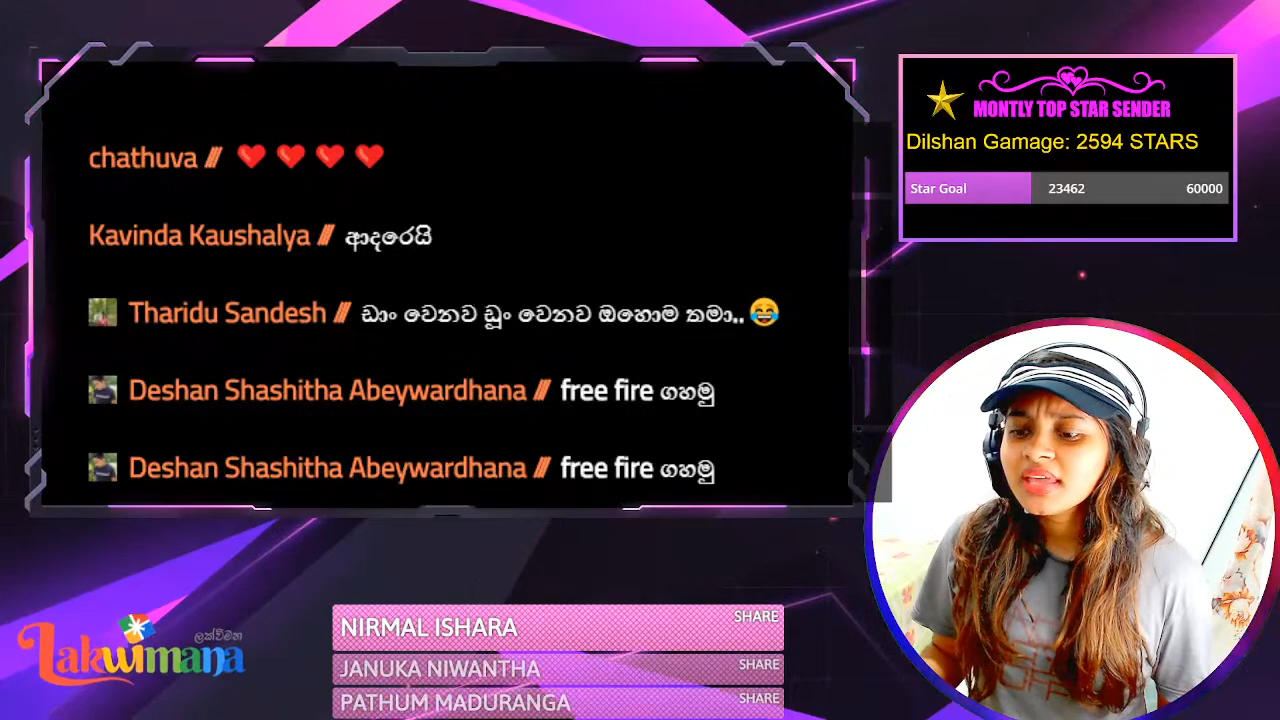 chathuva /// ❤ ❤ ❤ ❤
Kavinda Kaushalya /// ආදරෙයි
Tharidu Sandesh /// ඩාං වෙනව ඩූං වෙනව ඔහොම තමා.. 😂
Deshan Shashitha Abeywardhana /// free fire ගහමු
Deshan Shashitha Abeywardhana /// free fire ගහමු
MONTLY TOP STAR SENDER
Dilshan Gamage: 2594 STARS
Star Goal 23462 60000
ලක්විමන
Lakwimana
NIRMAL ISHARA SHARE
JANUKA NIWANTHA SHARE
PATHUM MADURANGA SHARE